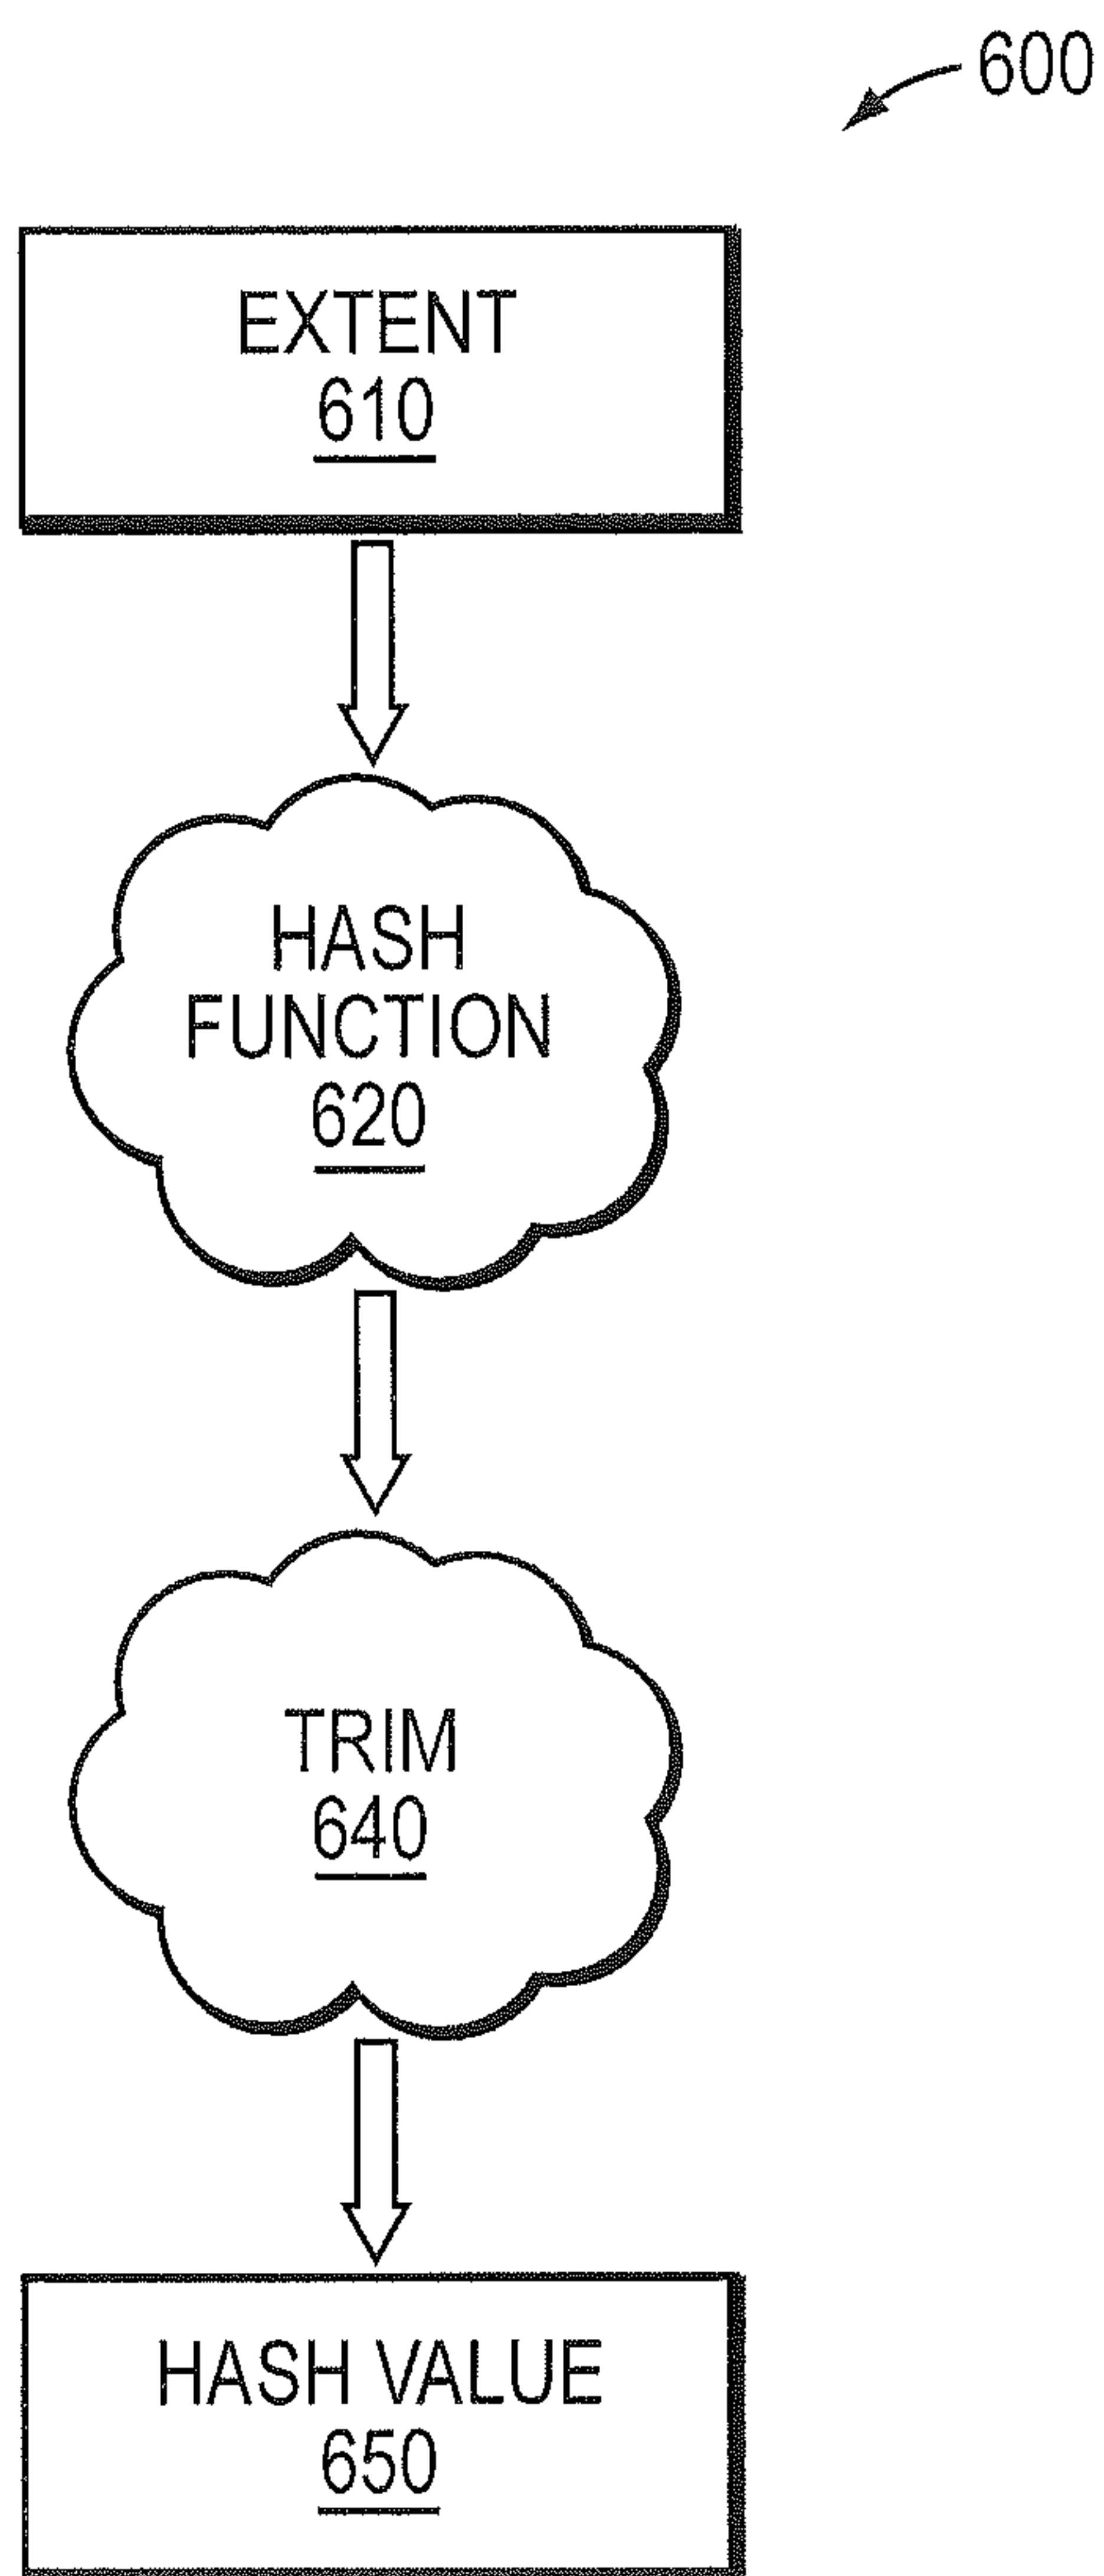 600
EXTENT
610
HASH
FUNCTION
620
TRIM
640
HASH VALUE
650